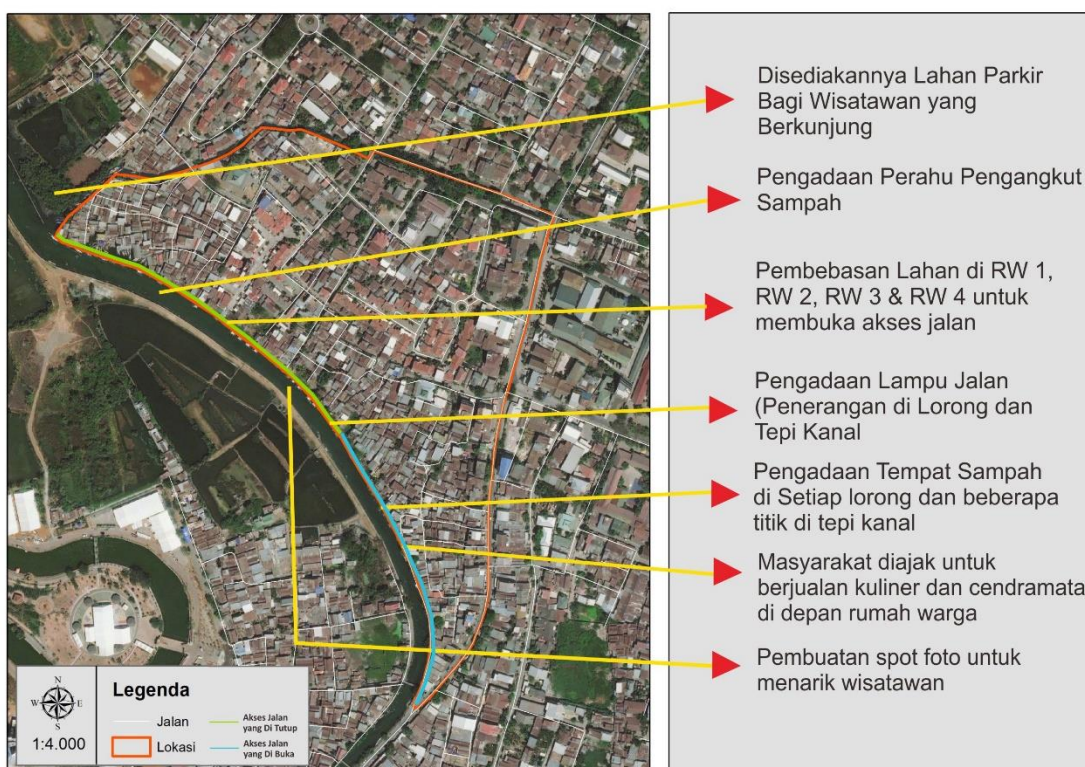 Disediakannya Lahan Parkir
Bagi Wisatawan yang
Berkunjung
Pengadaan Perahu Pengangkut
Sampah
Pembebasan Lahan di RW 1,
RW 2, RW 3 & RW 4 untuk
membuka akses jalan
Pengadaan Lampu Jalan
(Penerangan di Lorong dan
Tepi Kanal
Pengadaan Tempat Sampah
di Setiap lorong dan beberapa
titik di tepi kanal
Masyarakat diajak untuk
berjualan kuliner dan cendramata
di depan rumah warga
Pembuatan spot foto untuk
menarik wisatawan
N
W E
S
1:4.000
Legenda
Jalan
Lokasi
Akses Jalan
yang Di Tutup
Akses Jalan
yang Di Buka